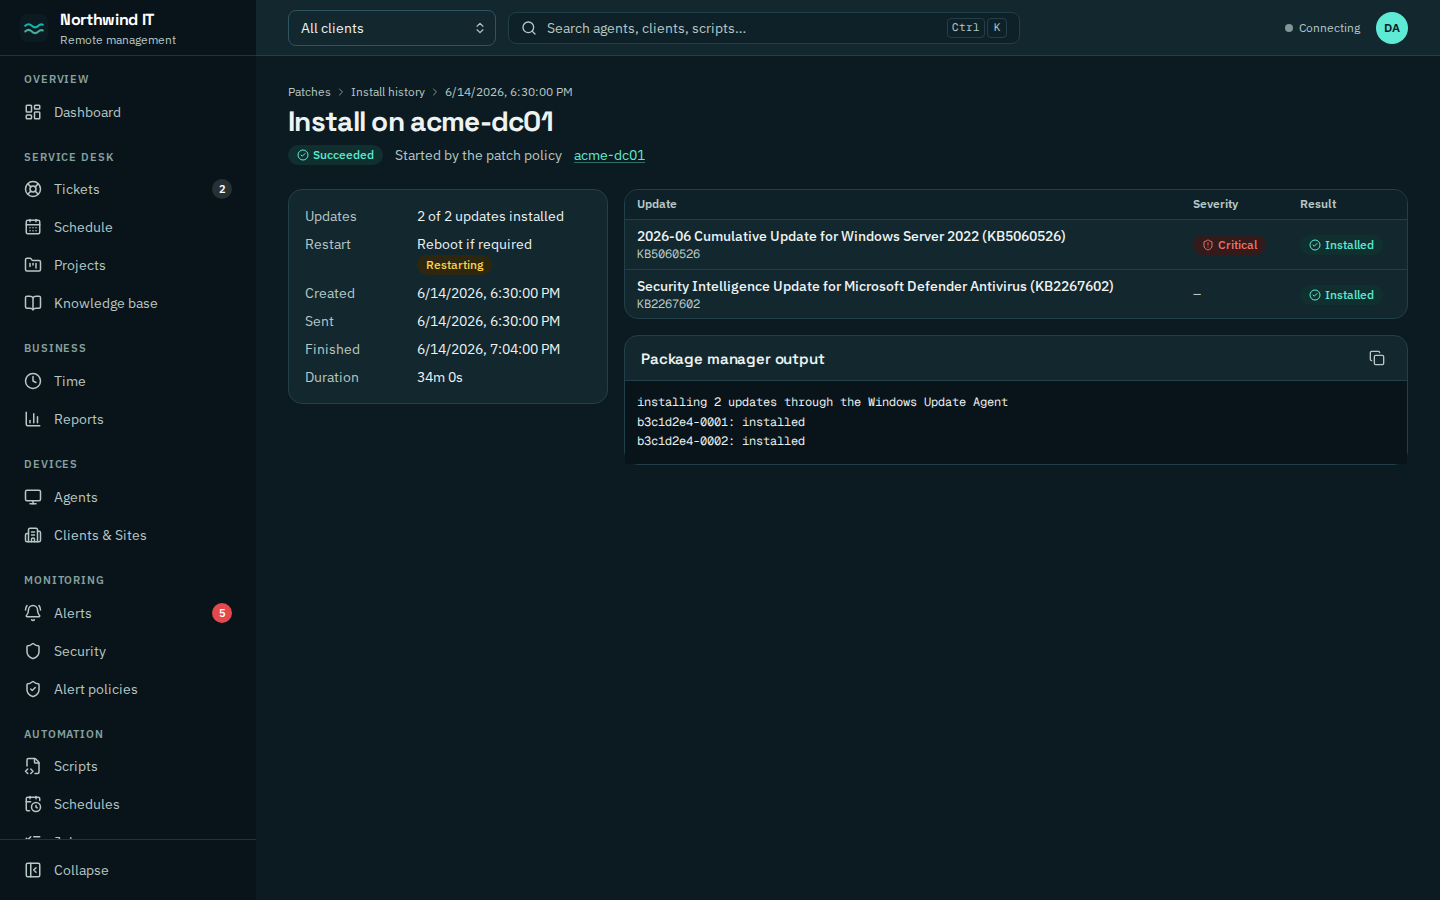 Northwind IT
Remote management
All clients
Search agents, clients, scripts...
Ctrl K
Connecting
DA
OVERVIEW
Dashboard
SERVICE DESK
Tickets 2
Schedule
Projects
Knowledge base
BUSINESS
Time
Reports
DEVICES
Agents
Clients & Sites
MONITORING
Alerts 5
Security
Alert policies
AUTOMATION
Scripts
Schedules
Collapse
Patches > Install history > 6/14/2026, 6:30:00 PM
Install on acme-dc01
Succeeded Started by the patch policy acme-dc01
Updates 2 of 2 updates installed
Restart Reboot if required
Restarting
Created 6/14/2026, 6:30:00 PM
Sent 6/14/2026, 6:30:00 PM
Finished 6/14/2026, 7:04:00 PM
Duration 34m 0s
Update Severity Result
2026-06 Cumulative Update for Windows Server 2022 (KB5060526)
KB5060526
Critical Installed
Security Intelligence Update for Microsoft Defender Antivirus (KB2267602)
KB2267602
– Installed
Package manager output
installing 2 updates through the Windows Update Agent
b3c1d2e4-0001: installed
b3c1d2e4-0002: installed